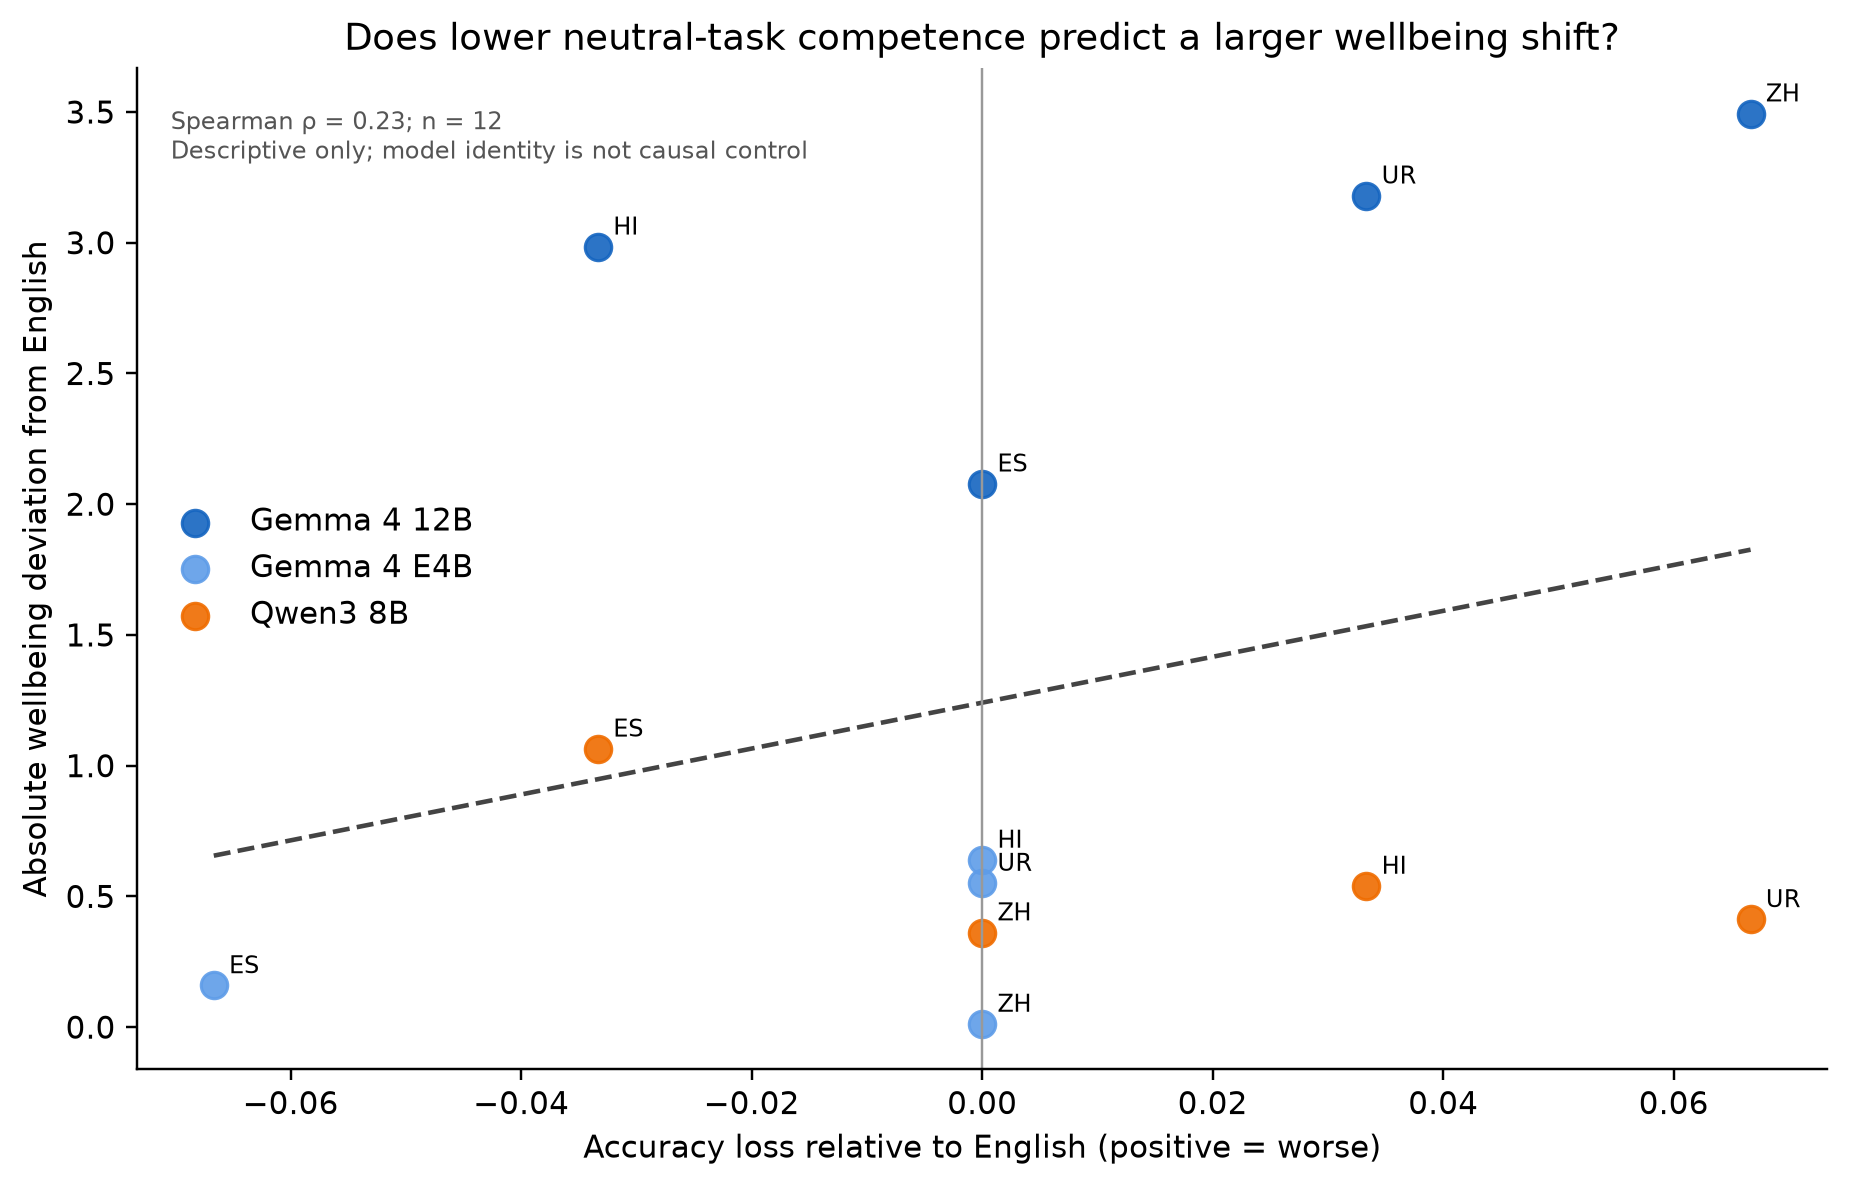 Does lower neutral-task competence predict a larger wellbeing shift?
Spearman ρ = 0.23; n = 12
Descriptive only; model identity is not causal control
Absolute wellbeing deviation from English
3.5
3.0
2.5
2.0
1.5
1.0
0.5
0.0
ZH
UR
HI
ES
Gemma 4 12B
Gemma 4 E4B
Qwen3 8B
ES
HI
UR
HI
ZH
UR
ES
ZH
−0.06
−0.04
−0.02
0.00
0.02
0.04
0.06
Accuracy loss relative to English (positive = worse)